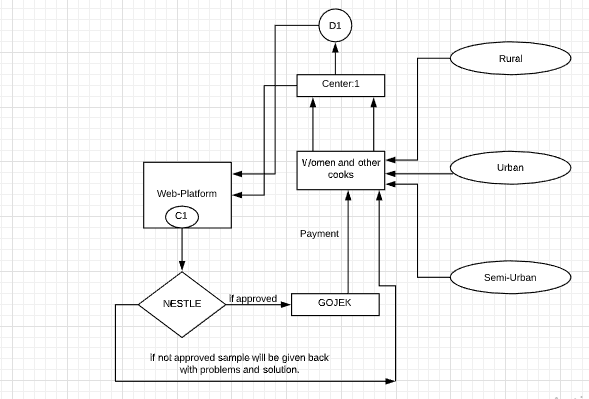 D1
Rural
Center:1
Women and other
cooks
Urban
Web-Platform
C1
Payment
Semi-Urban
NESTLE
if approved
GOJEK
if not approved sample will be given back
with problems and solution.